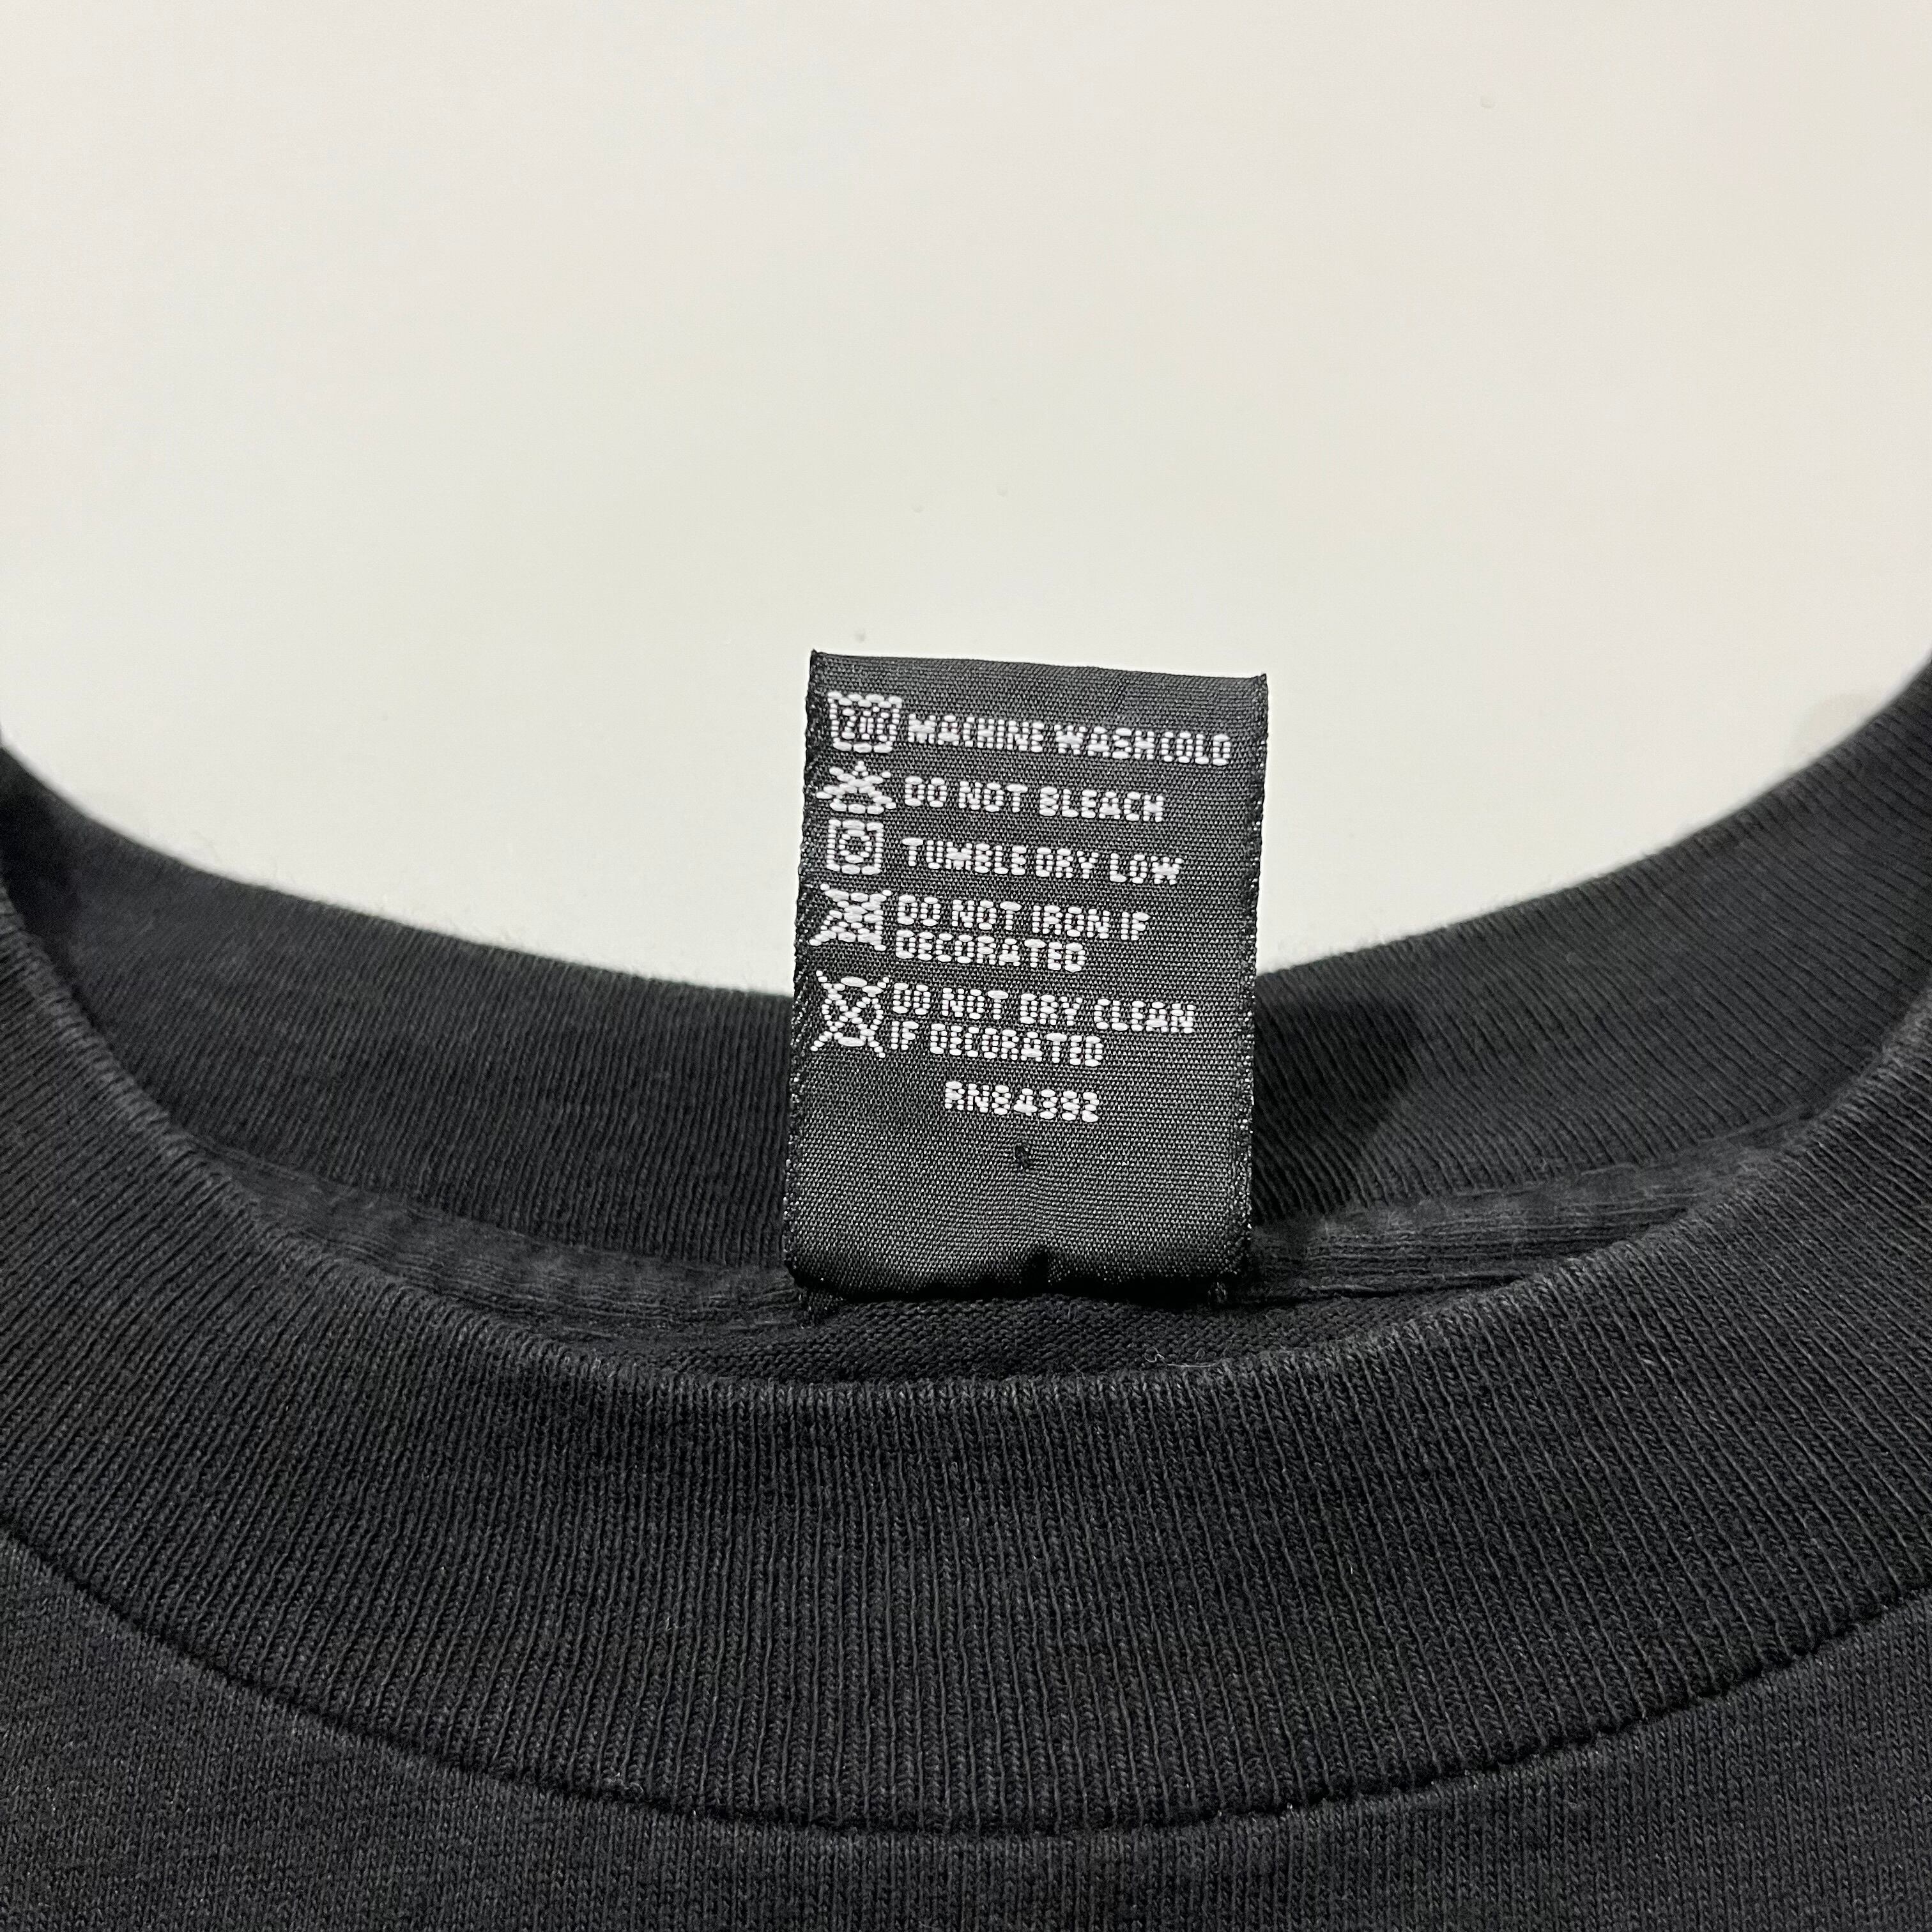 MACHINE WASH COLD
DO NOT BLEACH
TUMBLE DRY LOW
DO NOT IRON IF
DECORATED
DO NOT DRY CLEAN
IF DECORATED
RN84392